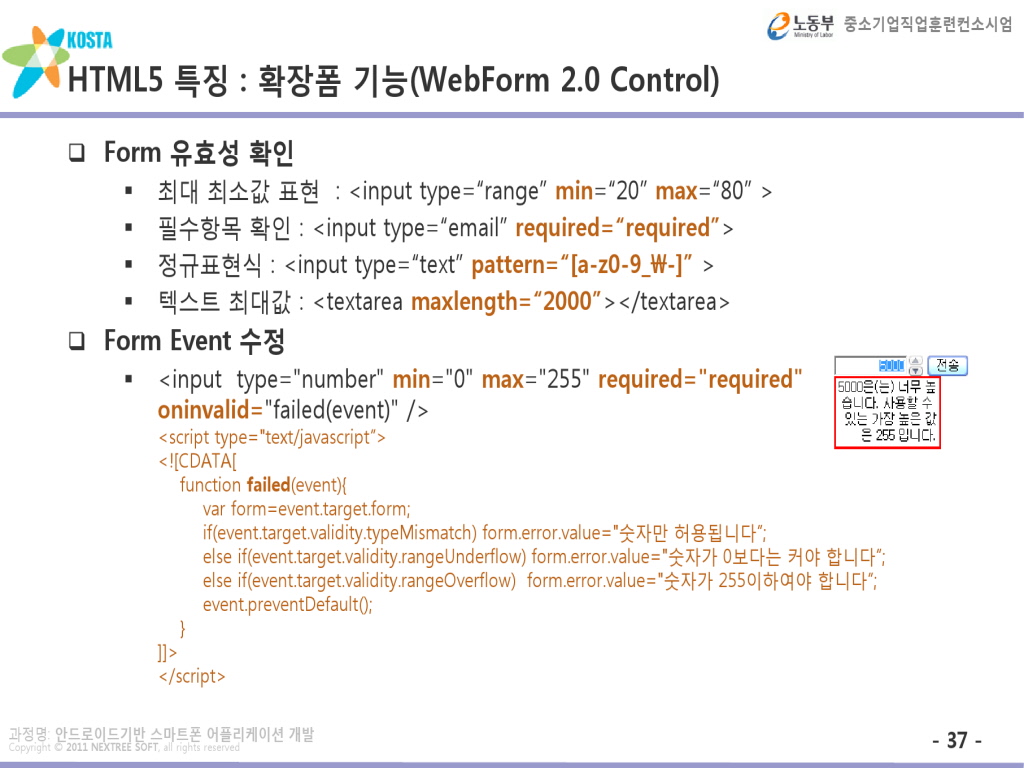 노동부 중소기업직업훈련컨소시엄
Ministry of Labor
KOSTA
HTML5 특징 : 확장폼 기능(WebForm 2.0 Control)
❑ Form 유효성 확인
▪ 최대 최소값 표현 : <input type=“range” min=“20” max=“80” >
▪ 필수항목 확인 : <input type=“email” required=“required”>
▪ 정규표현식 : <input type=“text” pattern=“[a-z0-9_₩-]” >
▪ 텍스트 최대값 : <textarea maxlength=“2000”></textarea>
❑ Form Event 수정
▪ <input type="number" min="0" max="255" required="required"
oninvalid="failed(event)" />
5000 전송
5000은(는) 너무 높
습니다. 사용할 수
있는 가장 높은 값
은 255 입니다.
<script type="text/javascript”>
<![CDATA[
function failed(event){
var form=event.target.form;
if(event.target.validity.typeMismatch) form.error.value="숫자만 허용됩니다”;
else if(event.target.validity.rangeUnderflow) form.error.value="숫자가 0보다는 커야 합니다”;
else if(event.target.validity.rangeOverflow) form.error.value="숫자가 255이하여야 합니다”;
event.preventDefault();
}
]]>
</script>
과정명: 안드로이드기반 스마트폰 어플리케이션 개발
Copyright © 2011 NEXTREE SOFT, all rights reserved
- 37 -